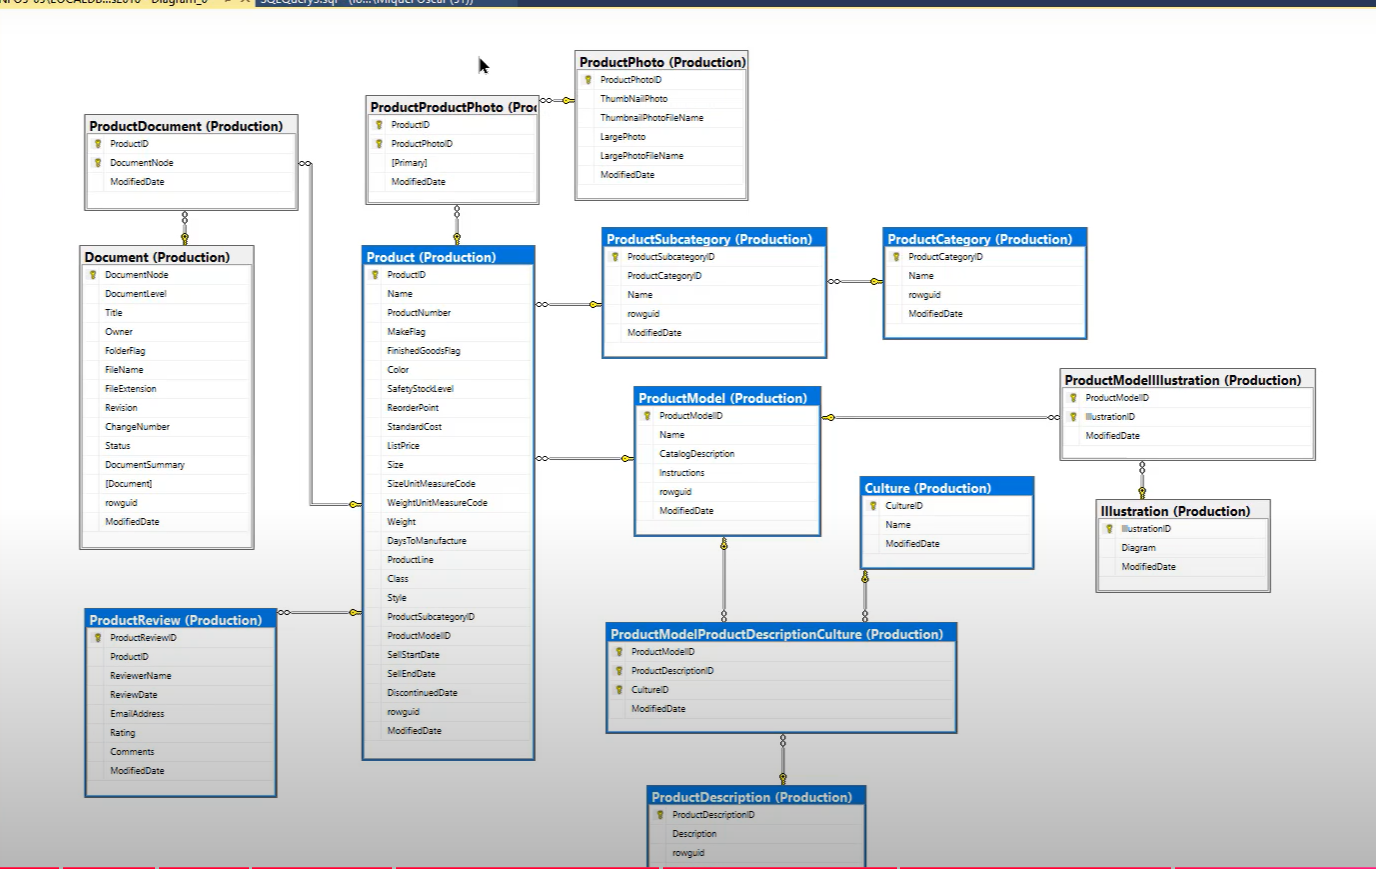 ProductPhoto (Production)
ProductPhotoID
ThumbNailPhoto
ThumbnailPhotoFileName
LargePhoto
LargePhotoFileName
ModifiedDate
ProductProductPhoto
ProductID
ProductPhotoID
[Primary]
ModifiedDate
ProductDocument (Production)
ProductID
DocumentNode
ModifiedDate
Document (Production)
DocumentNode
DocumentLevel
Title
Owner
FolderFlag
FileName
FileExtension
Revision
ChangeNumber
Status
DocumentSummary
[Document]
rowguid
ModifiedDate
Product (Production)
ProductID
Name
ProductNumber
MakeFlag
FinishedGoodsFlag
Color
SafetyStockLevel
ReorderPoint
StandardCost
ListPrice
Size
SizeUnitMeasureCode
WeightUnitMeasureCode
Weight
DaysToManufacture
ProductLine
Class
Style
ProductSubcategoryID
ProductModelID
SellStartDate
SellEndDate
DiscontinuedDate
rowguid
ModifiedDate
ProductSubcategory (Production)
ProductSubcategoryID
ProductCategoryID
Name
rowguid
ModifiedDate
ProductCategory (Production)
ProductCategoryID
Name
rowguid
ModifiedDate
ProductModel (Production)
ProductModelID
Name
CatalogDescription
Instructions
rowguid
ModifiedDate
ProductModelIllustration (Production)
ProductModelID
IllustrationID
ModifiedDate
Culture (Production)
CultureID
Name
ModifiedDate
Illustration (Production)
IllustrationID
Diagram
ModifiedDate
ProductReview (Production)
ProductReviewID
ProductID
ReviewerName
ReviewDate
EmailAddress
Rating
Comments
ModifiedDate
ProductModelProductDescriptionCulture (Production)
ProductModelID
ProductDescriptionID
CultureID
ModifiedDate
ProductDescription (Production)
ProductDescriptionID
Description
rowguid